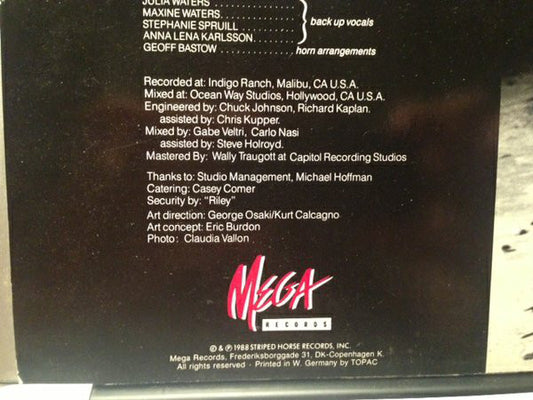 JULIA WATERS ..........
MAXINE WATERS.........
STEPHANIE SPRUILL ......
ANNA LENA KARLSSON........
back up vocals
GEOFF BASTOW ............ horn arrangements
Recorded at: Indigo Ranch, Malibu, CA U.S.A.
Mixed at: Ocean Way Studios, Hollywood, CA U.S.A.
Engineered by: Chuck Johnson, Richard Kaplan.
assisted by: Chris Kupper.
Mixed by: Gabe Veltri, Carlo Nasi
assisted by: Steve Holroyd.
Mastered By: Wally Traugott at Capitol Recording Studios
Thanks to: Studio Management, Michael Hoffman
Catering: Casey Comer
Security by: "Riley"
Art direction: George Osaki/Kurt Calcagno
Art concept: Eric Burdon
Photo: Claudia Vallon
MEGA
RECORDS
© & ℗ 1988 STRIPED HORSE RECORDS, INC.
Mega Records, Frederiksborggade 31, DK-Copenhagen K.
All rights reserved - Printed in W. Germany by TOPAC